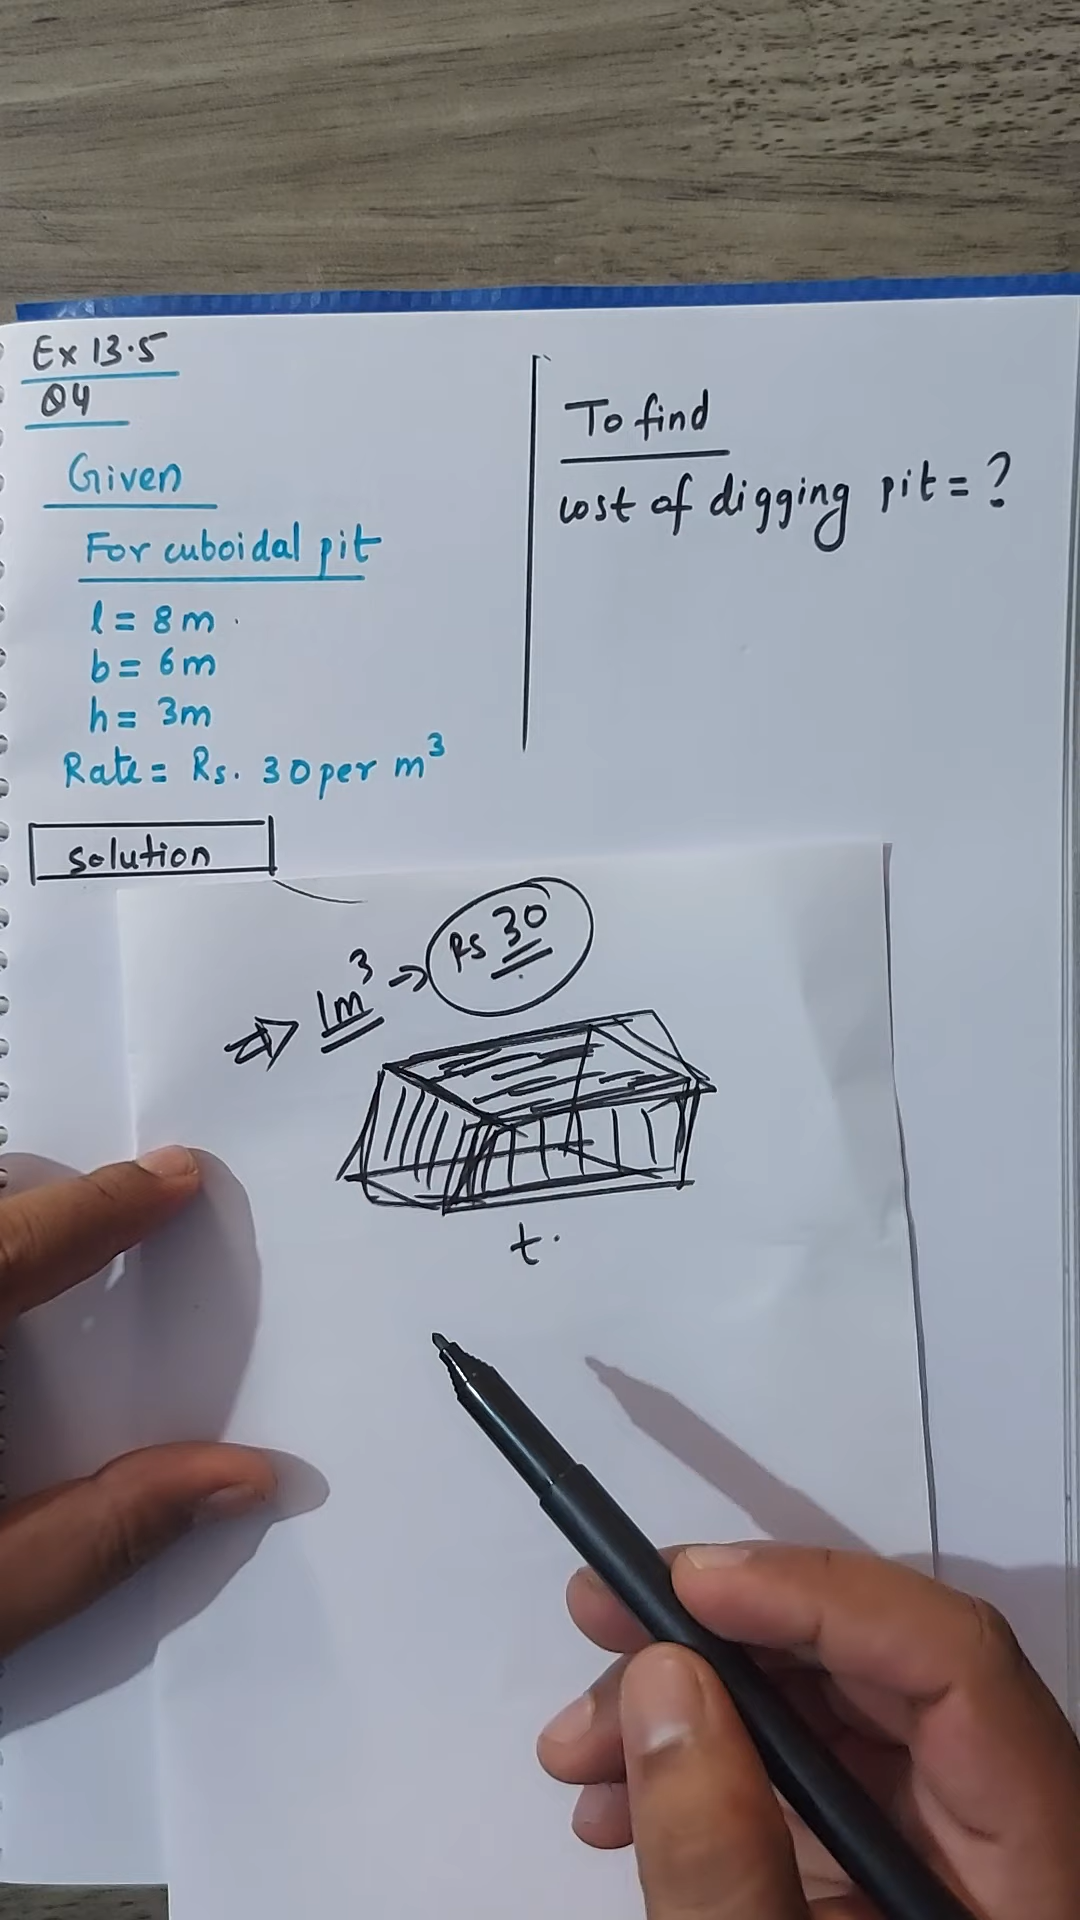 Ex 13.5
Q4
Given
For cuboidal pit
l = 8m
b = 6m
h = 3m
Rate = Rs. 30 per m³
To find
cost of digging pit = ?
Solution
⇒ 1m³ → Rs 30
t.